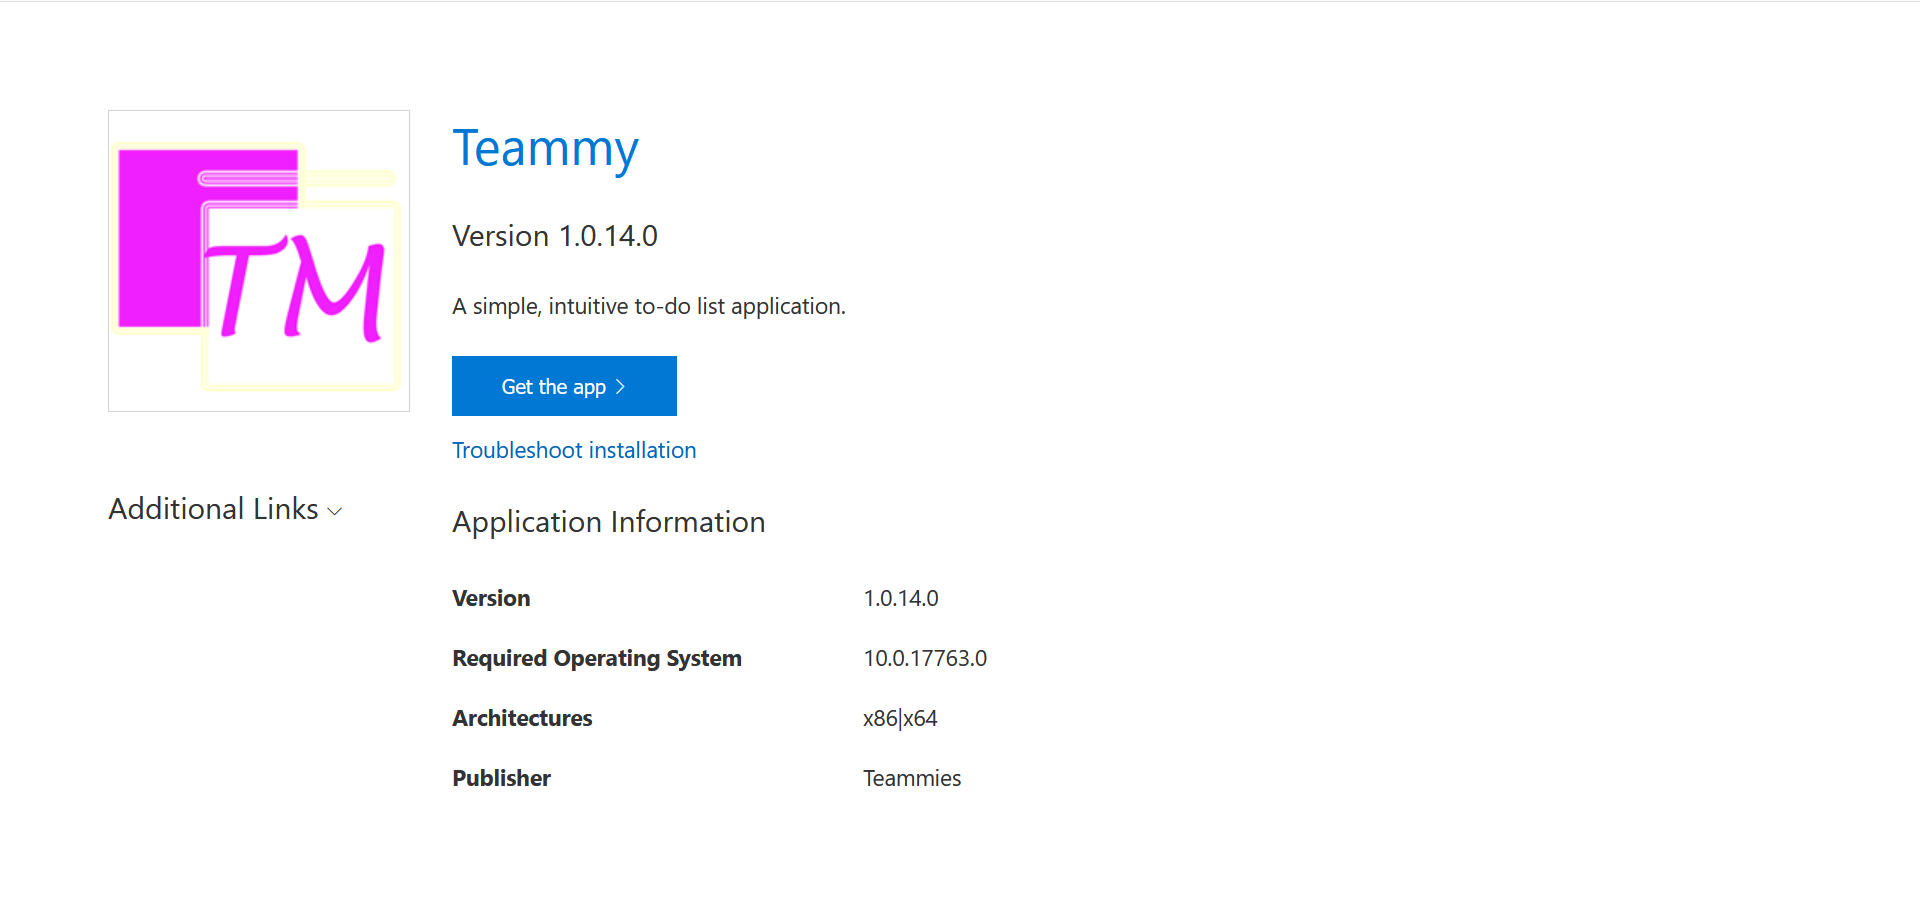 TM
Teammy
Version 1.0.14.0
A simple, intuitive to-do list application.
Get the app
Troubleshoot installation
Additional Links
Application Information
Version 1.0.14.0
Required Operating System 10.0.17763.0
Architectures x86|x64
Publisher Teammies